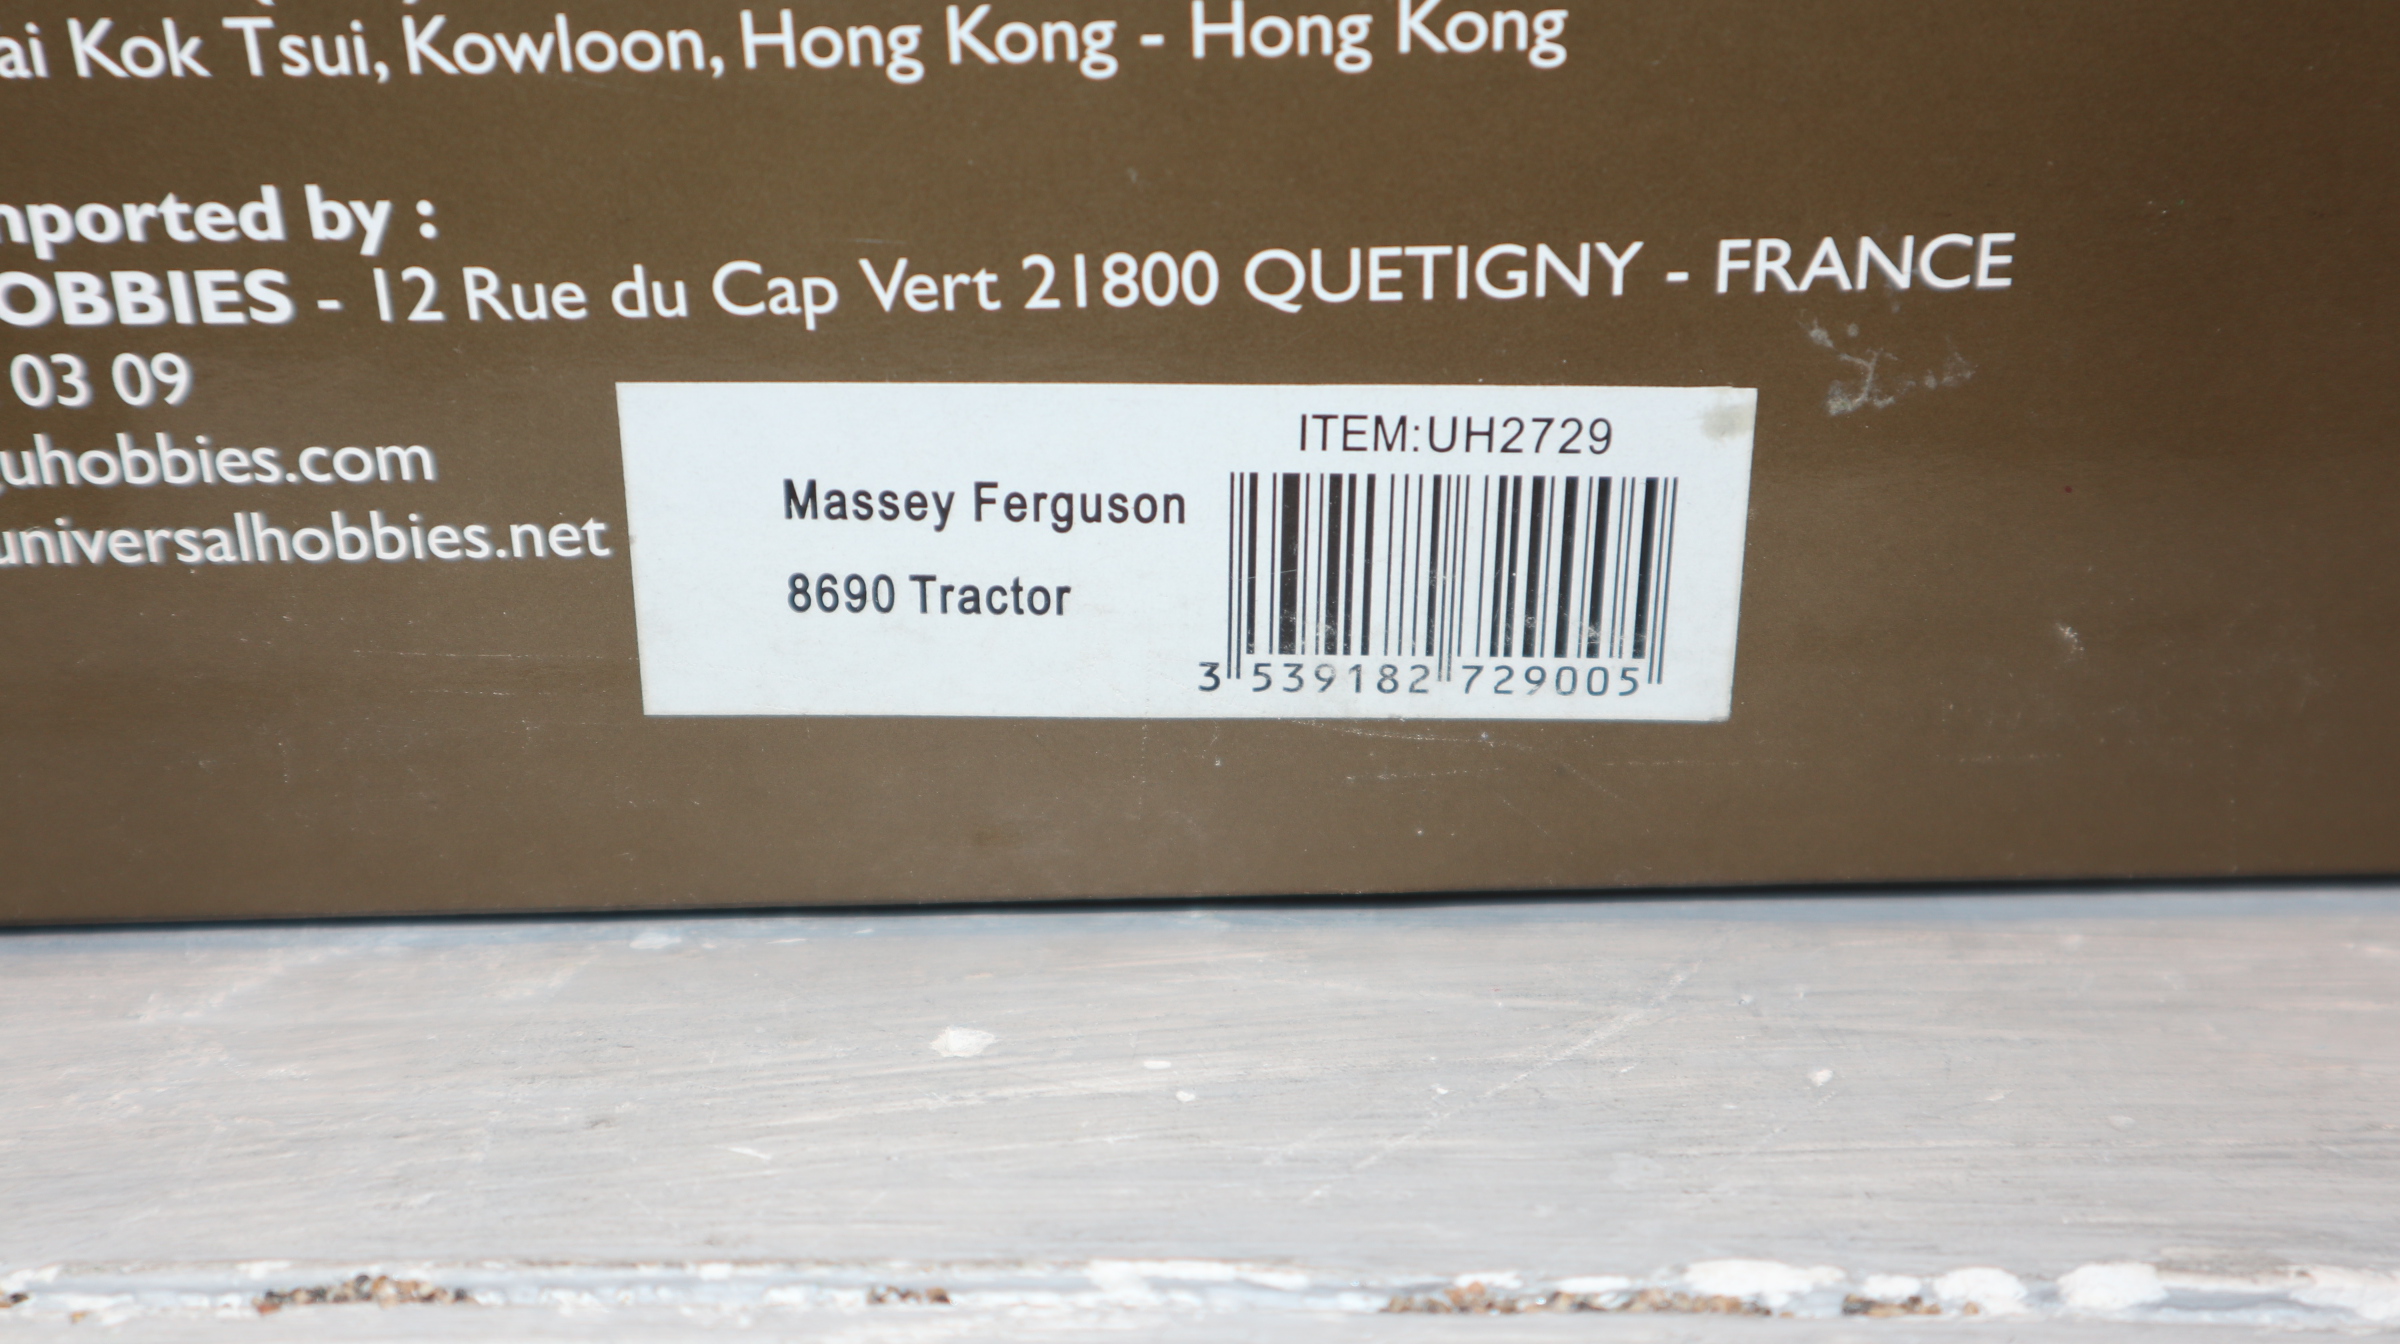 ai Kok Tsui, Kowloon, Hong Kong - Hong Kong
mported by :
OBBIES - 12 Rue du Cap Vert 21800 QUETIGNY - FRANCE
03 09
uhobbies.com
universalhobbies.net
ITEM:UH2729
Massey Ferguson
8690 Tractor
3 539182 729005